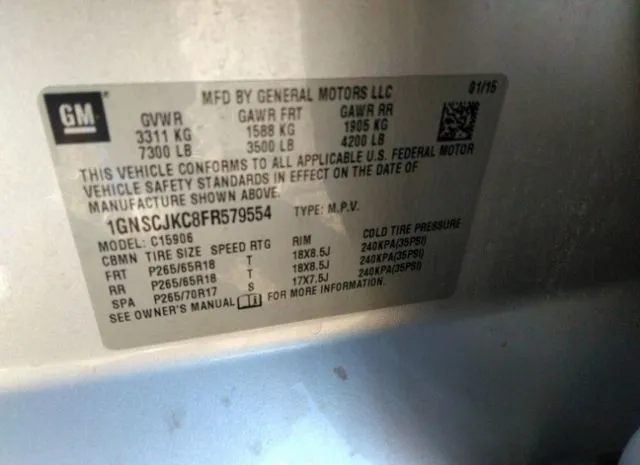 GM
MFD BY GENERAL MOTORS LLC 01/15
GVWR GAWR FRT GAWR RR
3311 KG 1588 KG 1905 KG
7300 LB 3500 LB 4200 LB
THIS VEHICLE CONFORMS TO ALL APPLICABLE U.S. FEDERAL MOTOR
VEHICLE SAFETY STANDARDS IN EFFECT ON THE DATE OF
MANUFACTURE SHOWN ABOVE.
1GNSCJKC8FR579554 TYPE: M.P.V.
MODEL: C15906
CBMN TIRE SIZE SPEED RTG RIM COLD TIRE PRESSURE
FRT P265/65R18 T 18X8.5J 240KPA(35PSI)
RR P265/65R18 T 18X8.5J 240KPA(35PSI)
SPA P265/70R17 S 17X7.5J 240KPA(35PSI)
SEE OWNER'S MANUAL FOR MORE INFORMATION.